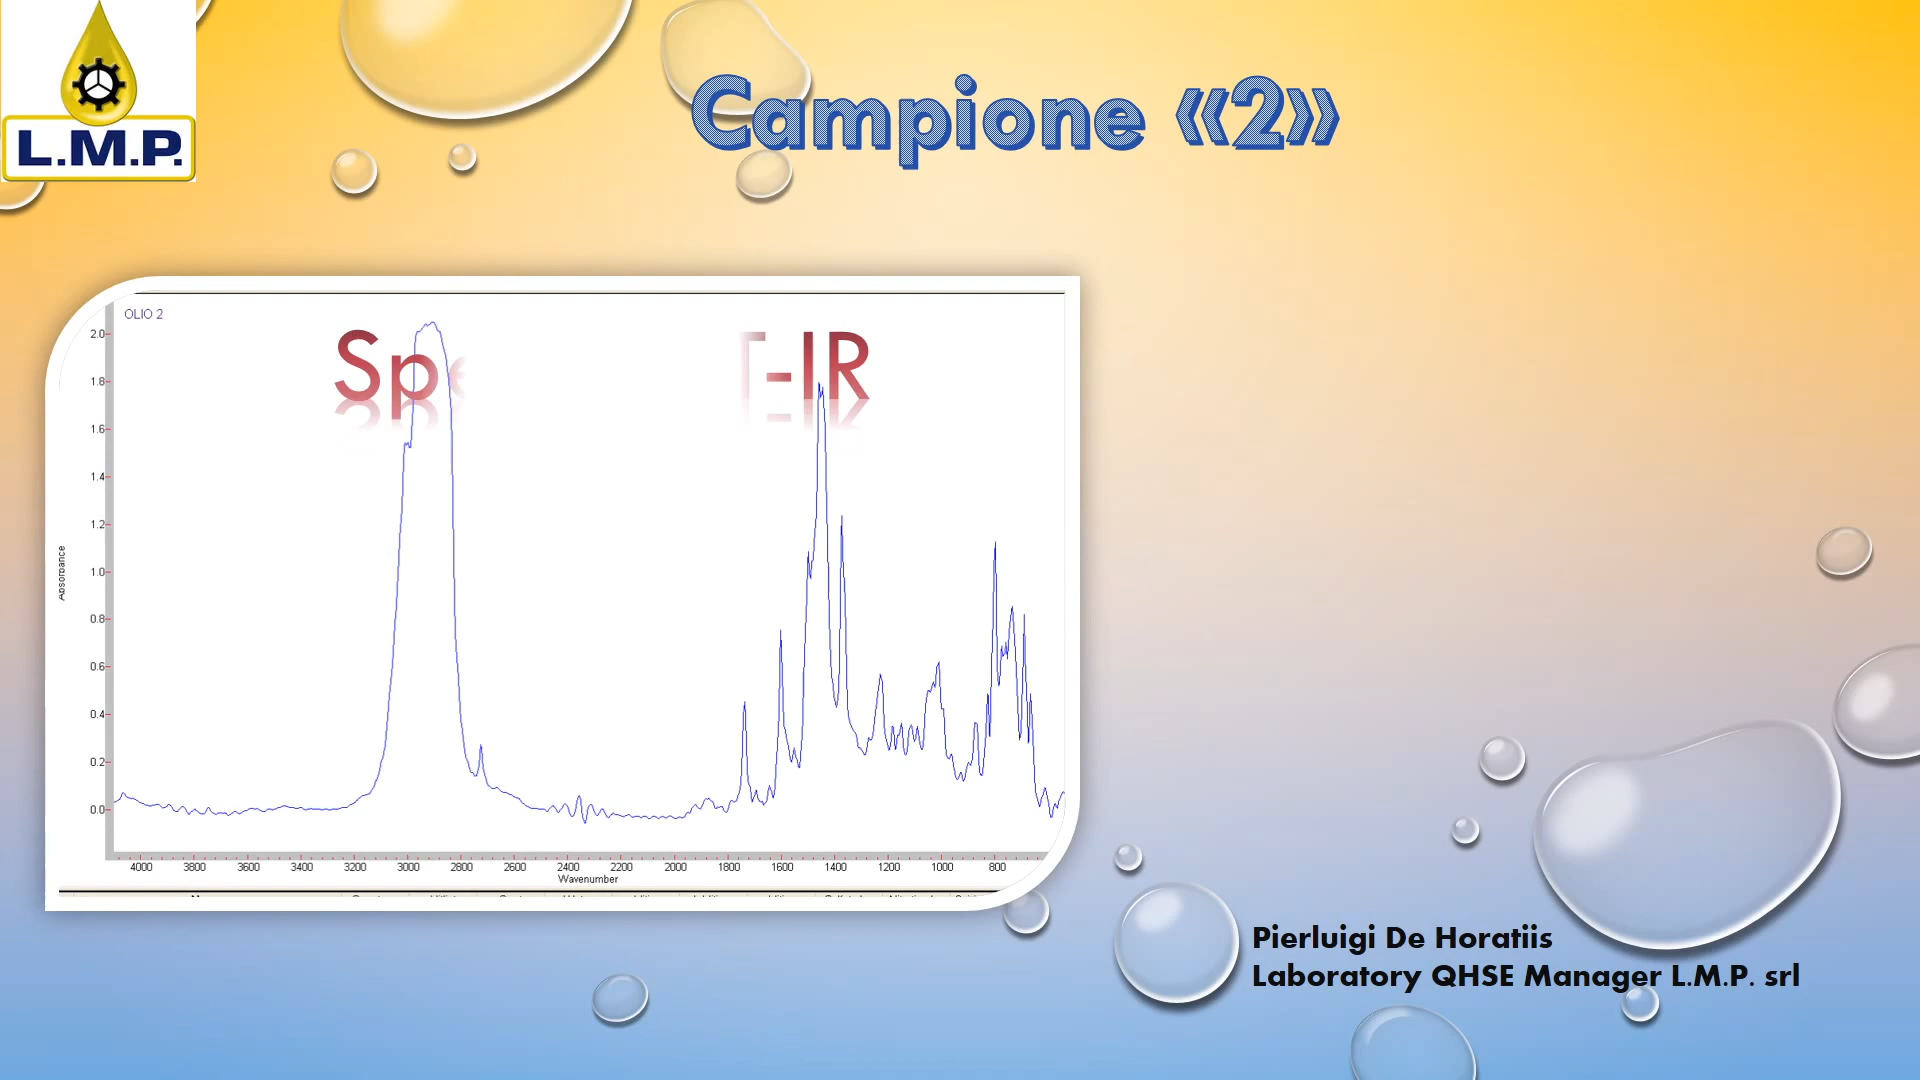 L.M.P.
Campione «2»
OLIO 2
Spe T-IR
2.0
1.8
1.6
1.4
1.2
1.0
0.8
0.6
0.4
0.2
0.0
Absorbance
4000 3800 3600 3400 3200 3000 2800 2600 2400 2200 2000 1800 1600 1400 1200 1000 800
Wavenumber
Pierluigi De Horatiis
Laboratory QHSE Manager L.M.P. srl